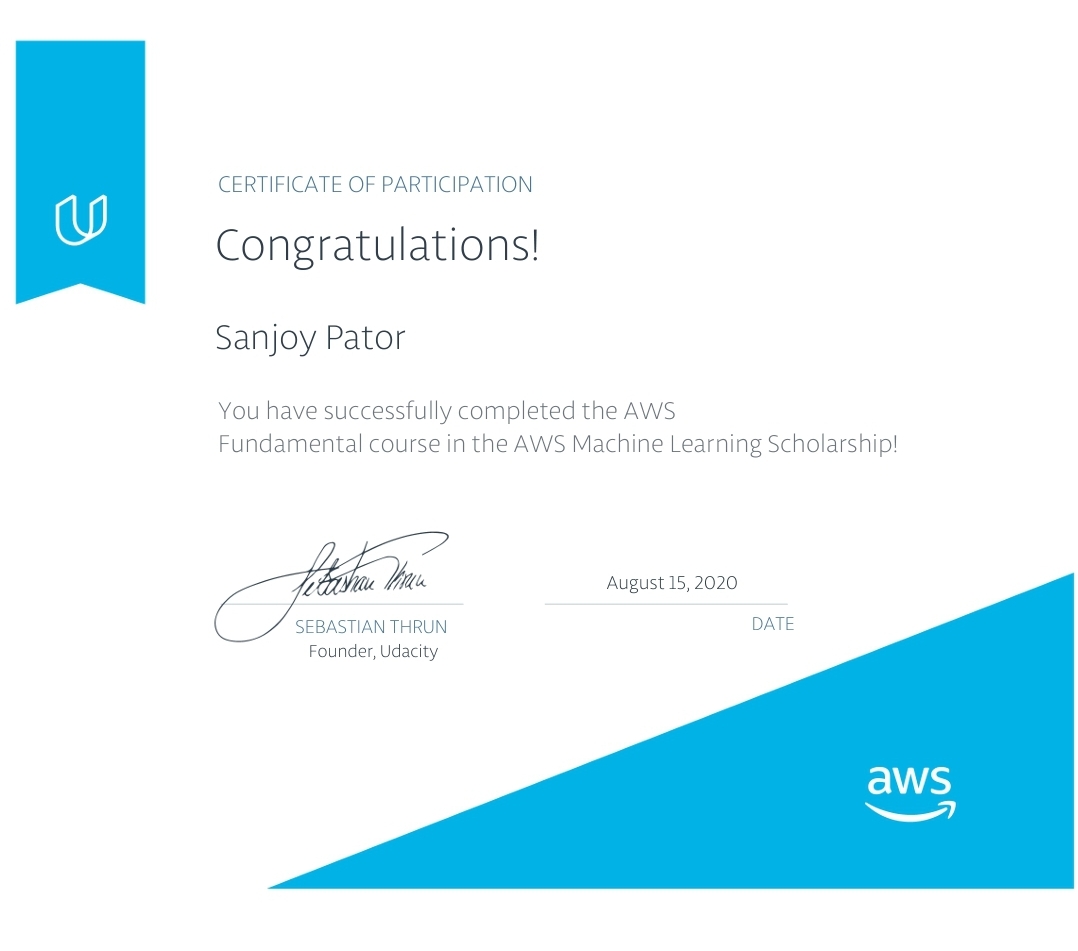 CERTIFICATE OF PARTICIPATION
Congratulations!
Sanjoy Pator
You have successfully completed the AWS
Fundamental course in the AWS Machine Learning Scholarship!
Sebastian Thrun
August 15, 2020
SEBASTIAN THRUN
DATE
Founder, Udacity
aws